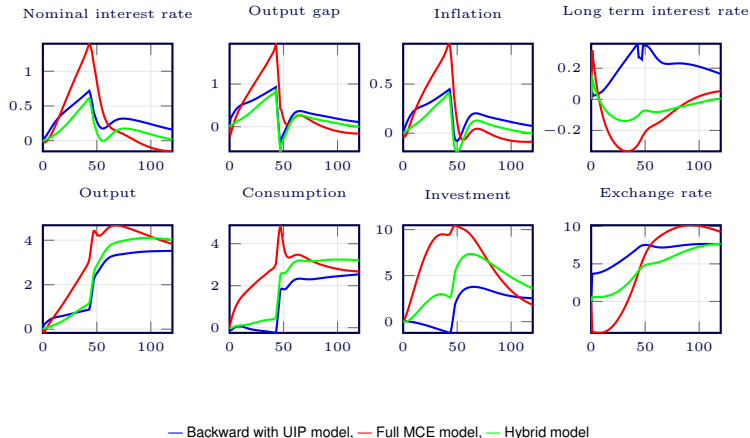 Nominal interest rate
Output gap
Inflation
Long term interest rate
1
0.5
0
0 50 100
1
0
0 50 100
0.5
0
0 50 100
0.2
0
−0.2
0 50 100
Output
Consumption
Investment
Exchange rate
4
2
0
0 50 100
4
2
0
0 50 100
10
5
0
0 50 100
10
5
0
0 50 100
Backward with UIP model, Full MCE model, Hybrid model